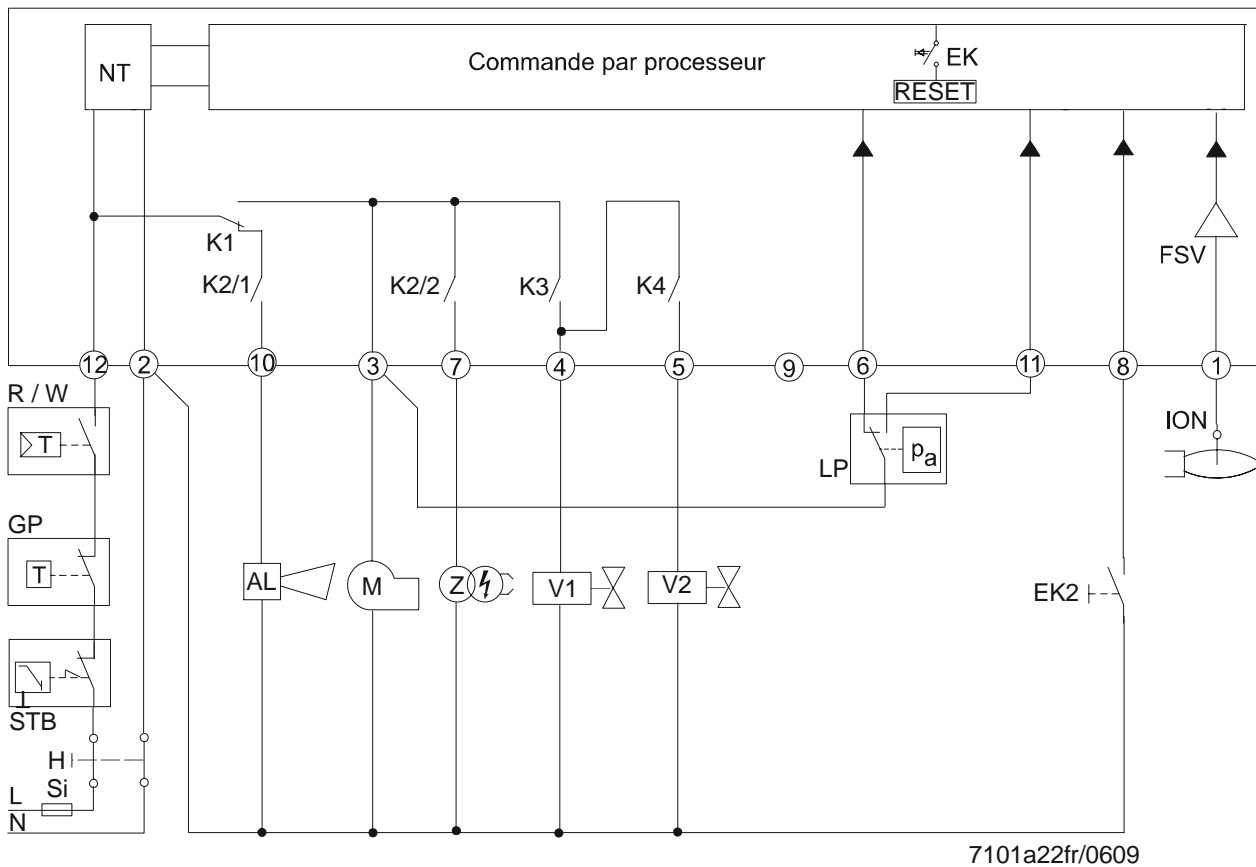 NT
Commande par processeur
EK
RESET
K1
FSV
K2/1
K2/2
K3
K4
12
2
10
3
7
4
5
9
6
11
8
1
R / W
T
ION
LP
pa
GP
T
AL
M
Z
V1
V2
EK2
STB
H
Si
L
N
7101a22fr/0609